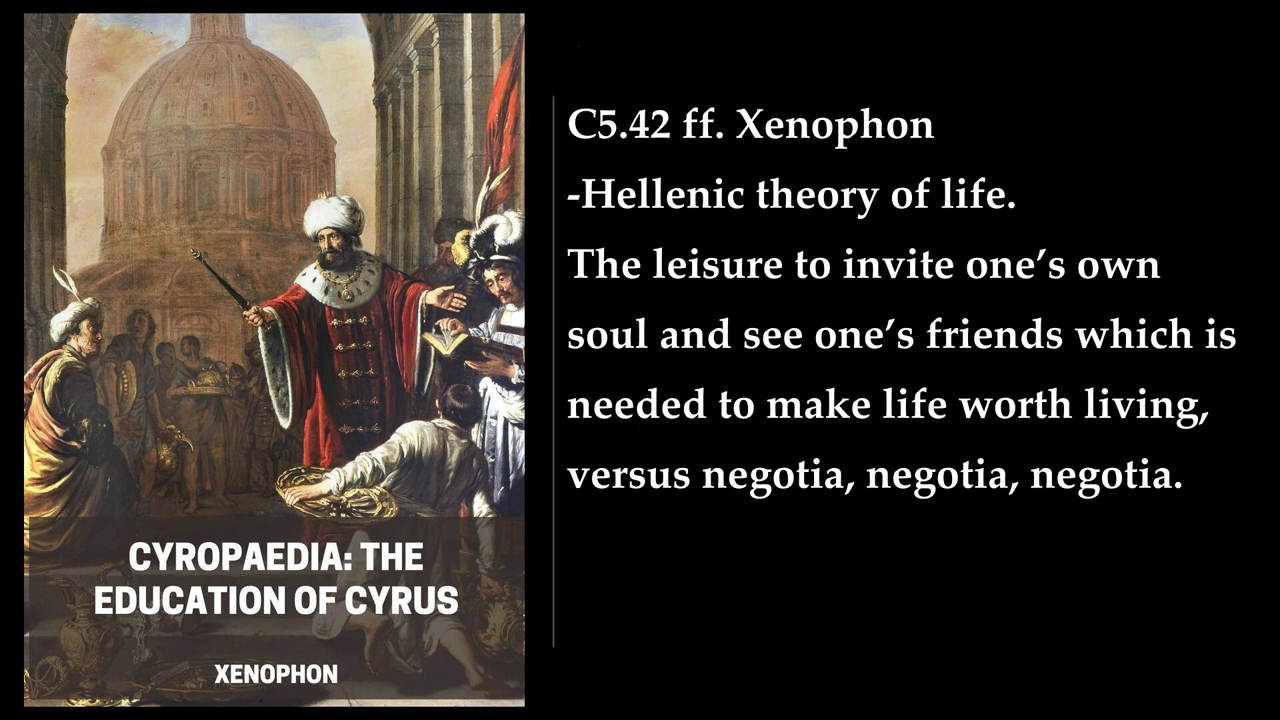 CYROPAEDIA: THE
EDUCATION OF CYRUS
XENOPHON
C5.42 ff. Xenophon
-Hellenic theory of life.
The leisure to invite one’s own
soul and see one’s friends which is
needed to make life worth living,
versus negotia, negotia, negotia.